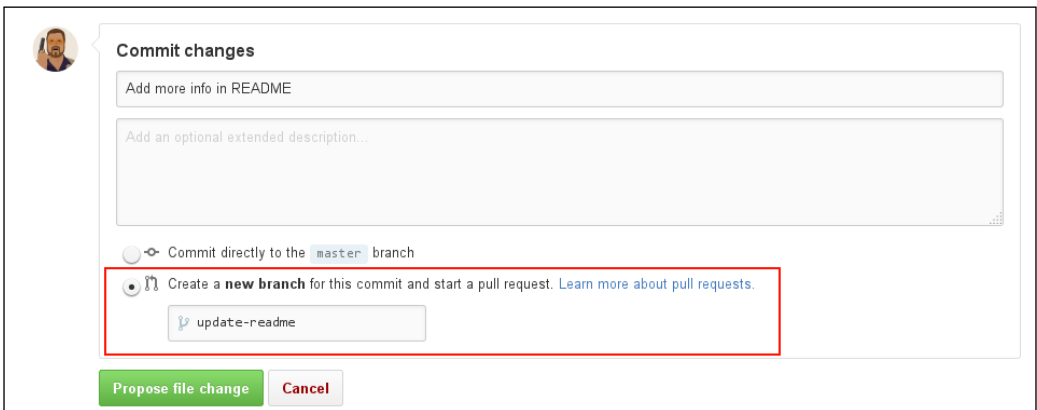 Commit changes
Add more info in README
Add an optional extended description...
Commit directly to the master branch
Create a new branch for this commit and start a pull request. Learn more about pull requests.
update-readme
Propose file change Cancel